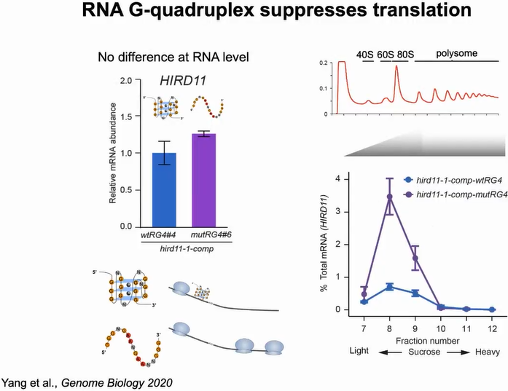 RNA G-quadruplex suppresses translation
No difference at RNA level
HIRD11
Relative mRNA abundance
2.0
1.5
1.0
0.5
0.0
wtRG4#4 mutRG4#6
hird11-1-comp
5' 3'
5' 3'
40S 60S 80S polysome
0.2
0.1
0.0
hird11-1-comp-wtRG4
hird11-1-comp-mutRG4
% Total mRNA (HIRD11)
4
3
2
1
0
7 8 9 10 11 12
Fraction number
Light Sucrose Heavy
Yang et al., Genome Biology 2020